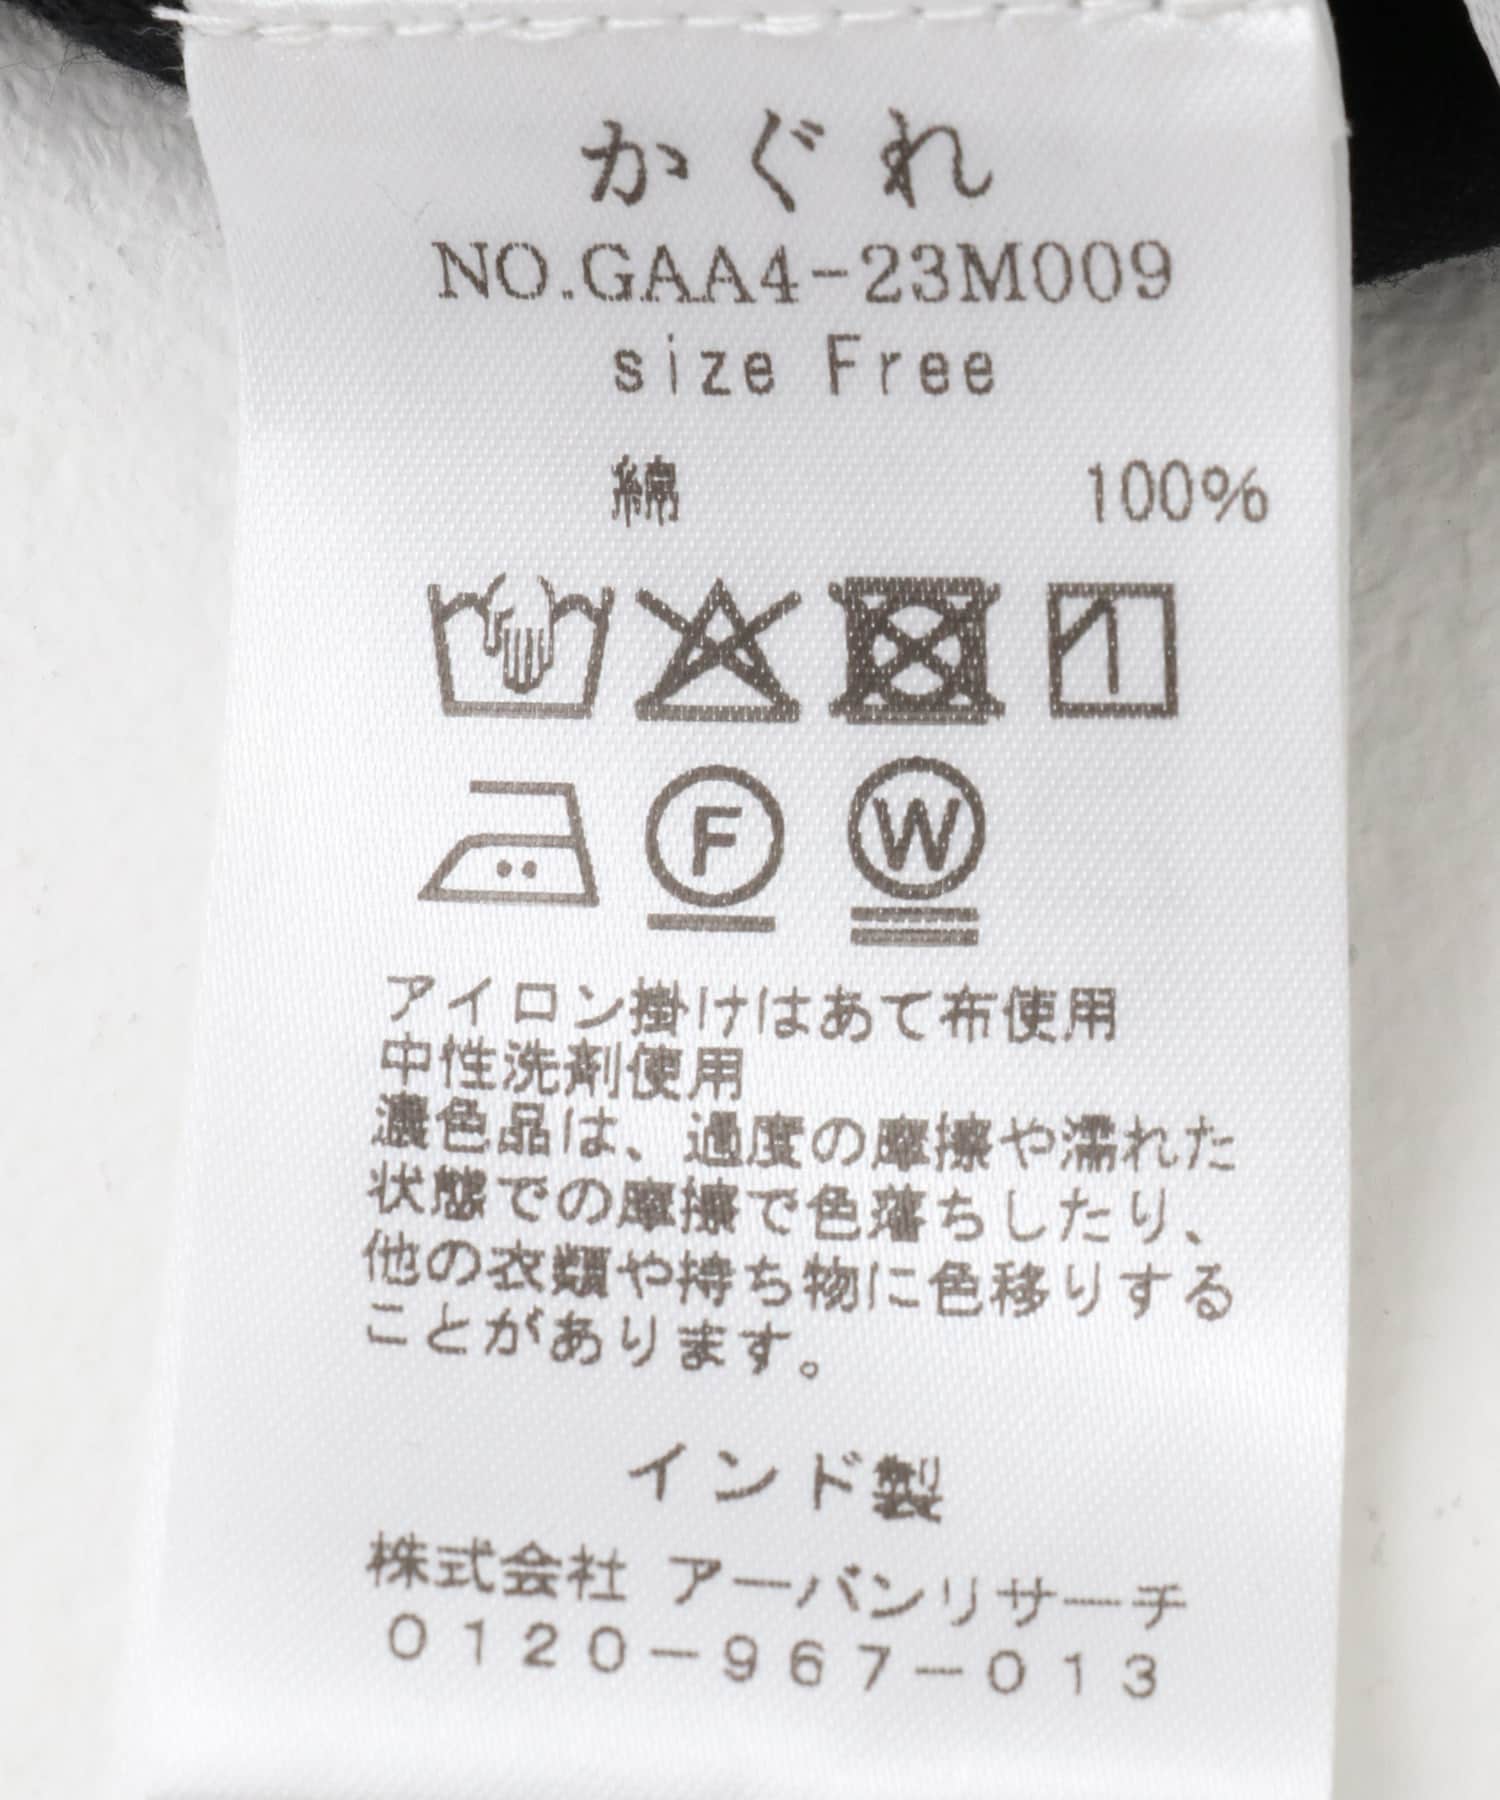 かぐれ
NO.GAA4-23M009
size Free
綿 100%
F W
アイロン掛けはあて布使用
中性洗剤使用
濃色品は、過度の摩擦や濡れた
状態での摩擦で色落ちしたり、
他の衣類や持ち物に色移りする
ことがあります。
インド製
株式会社 アーバンリサーチ
0120-967-013